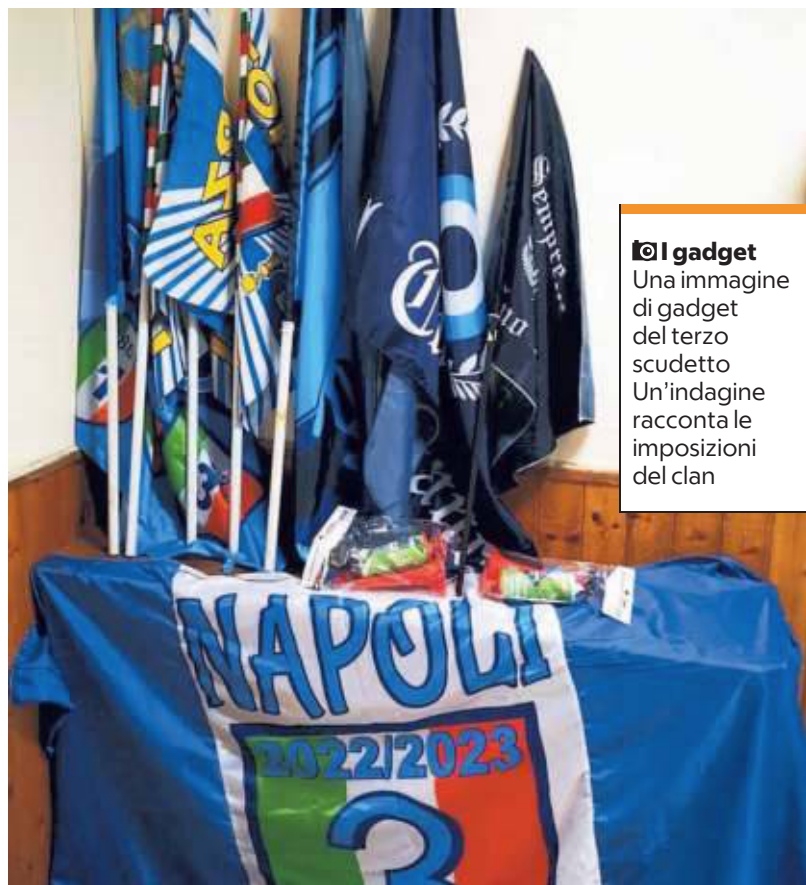 Sempre...
I gadget
Una immagine
di gadget
del terzo
scudetto
Un'indagine
racconta le
imposizioni
del clan
NAPOLI
2022/2023
3